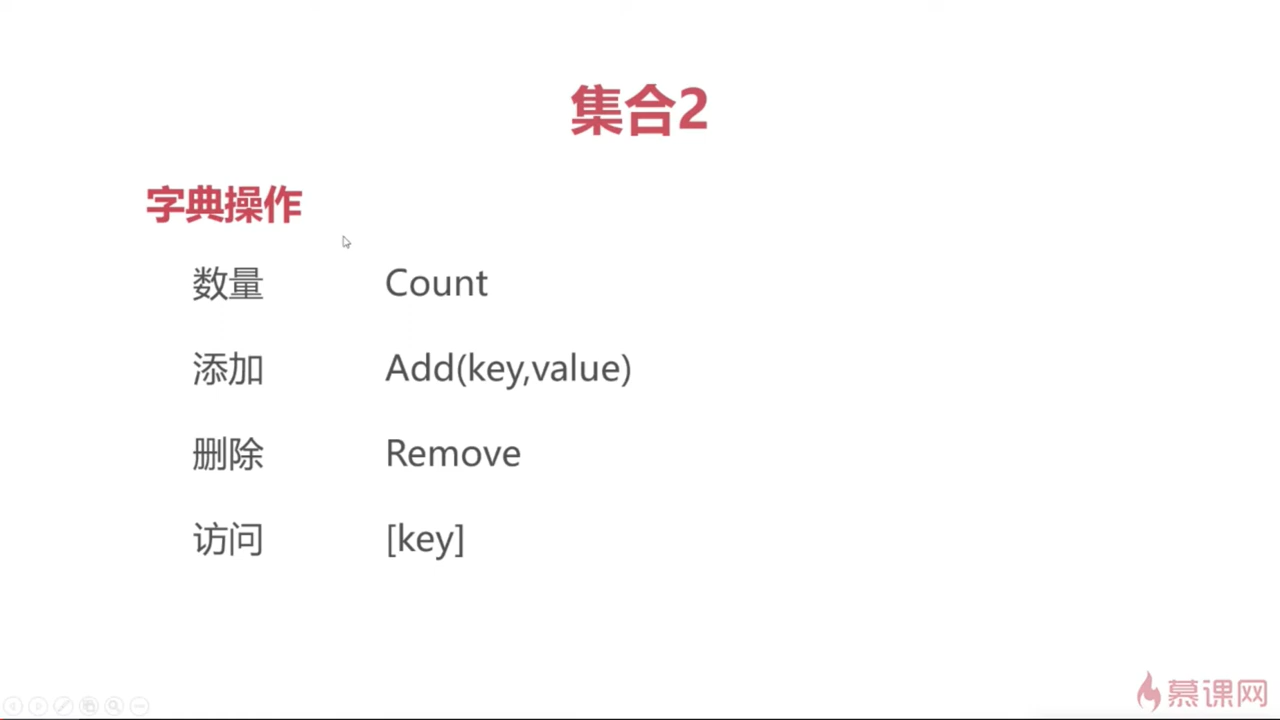 集合2
字典操作
数量 Count
添加 Add(key,value)
删除 Remove
访问 [key]
慕课网